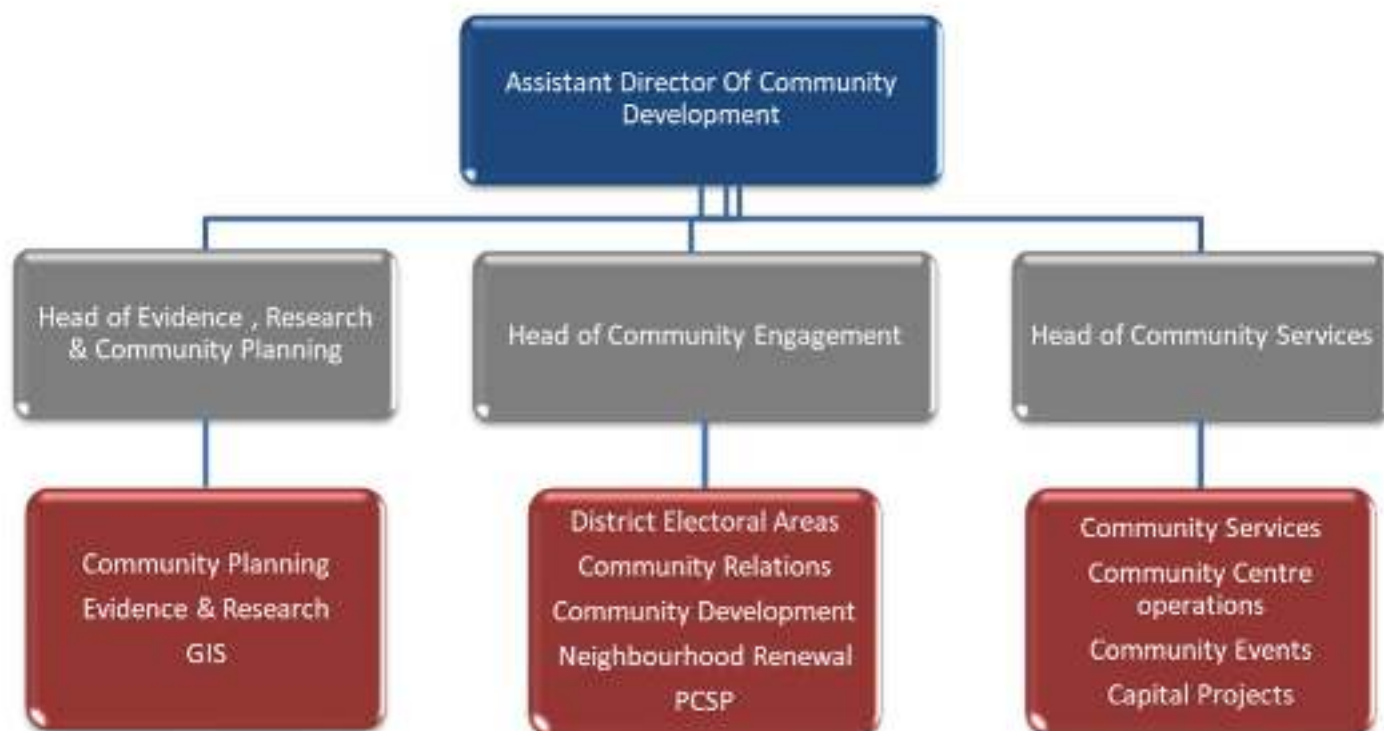 Assistant Director Of Community
Development
Head of Evidence , Research
& Community Planning
Head of Community Engagement
Head of Community Services
Community Planning
Evidence & Research
GIS
District Electoral Areas
Community Relations
Community Development
Neighbourhood Renewal
PCSP
Community Services
Community Centre
operations
Community Events
Capital Projects